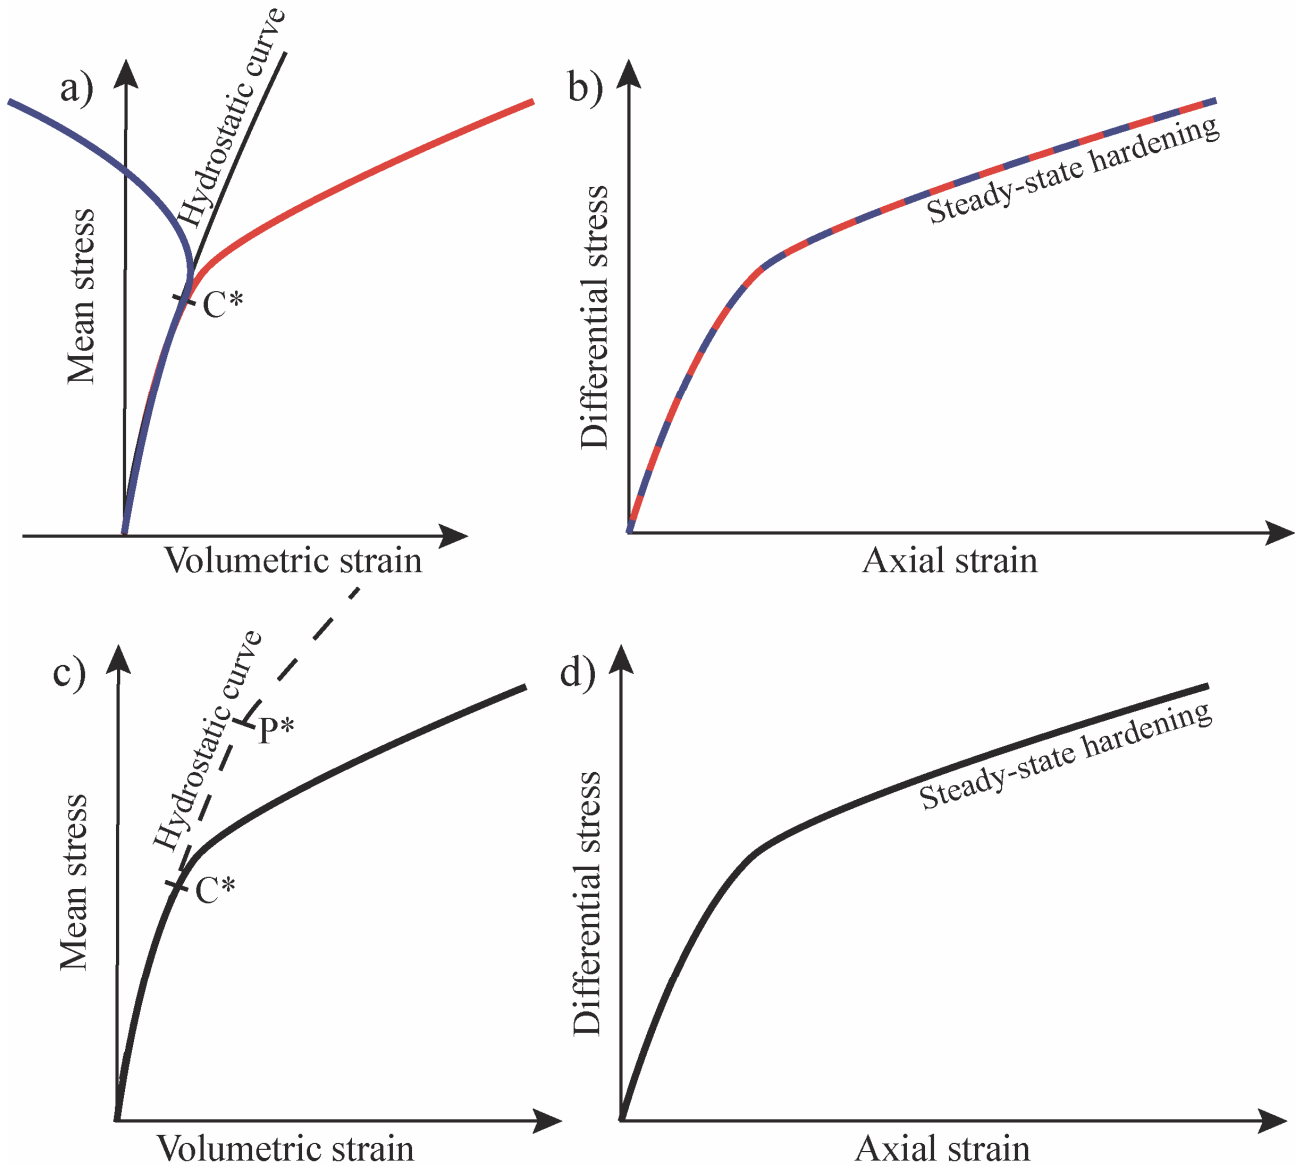 a)
Hydrostatic curve
Mean stress
C*
Volumetric strain
b)
Differential stress
Steady-state hardening
Axial strain
c)
Hydrostatic curve
P*
Mean stress
C*
Volumetric strain
d)
Differential stress
Steady-state hardening
Axial strain